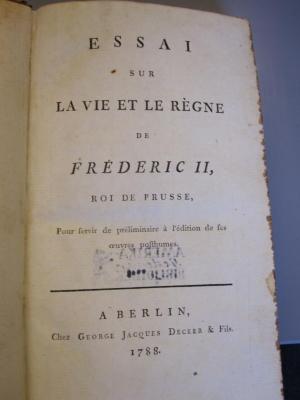 ESSAI
SUR
LA VIE ET LE RÈGNE
DE
FRÉDERIC II,
ROI DE PRUSSE,
Pour servir de préliminaire à l'édition de ses
œuvres posthumes.
A BERLIN,
Chez GEORGE JACQUES DECKER & Fils.
1788.